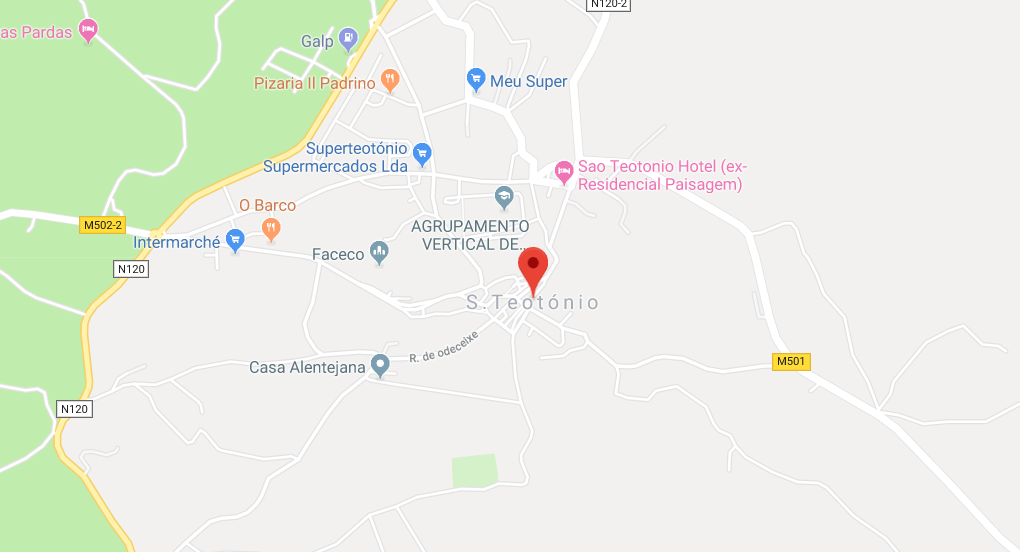 N120-2
as Pardas
Galp
Pizaria Il Padrino
Meu Super
Superteotónio
Supermercados Lda
Sao Teotonio Hotel (ex-
Residencial Paisagem)
O Barco
M502-2
AGRUPAMENTO
VERTICAL DE...
Intermarché
Faceco
N120
S.Teotónio
R. de odeceixe
M501
Casa Alentejana
N120